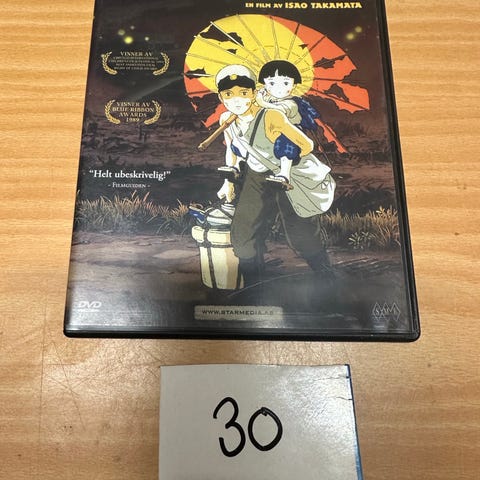 EN FILM AV ISAO TAKAMATA
VINNER AV
VINNER AV
BLUE RIBBON
AWARDS
1989
"Helt ubeskrivelig!"
- FILMGUIDEN -
DVD
WWW.STARMEDIA.AS
30